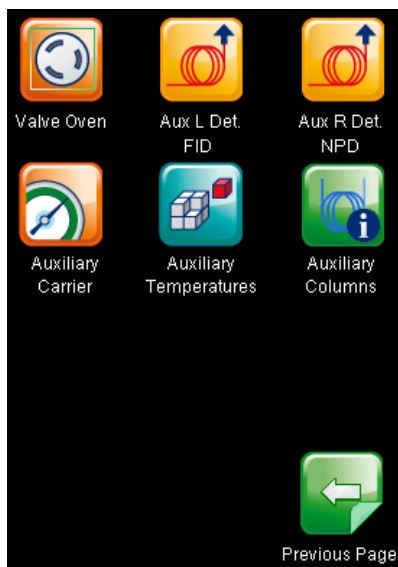 Valve Oven
Aux L Det.
FID
Aux R Det.
NPD
Auxiliary
Carrier
Auxiliary
Temperatures
i
Auxiliary
Columns
Previous Page